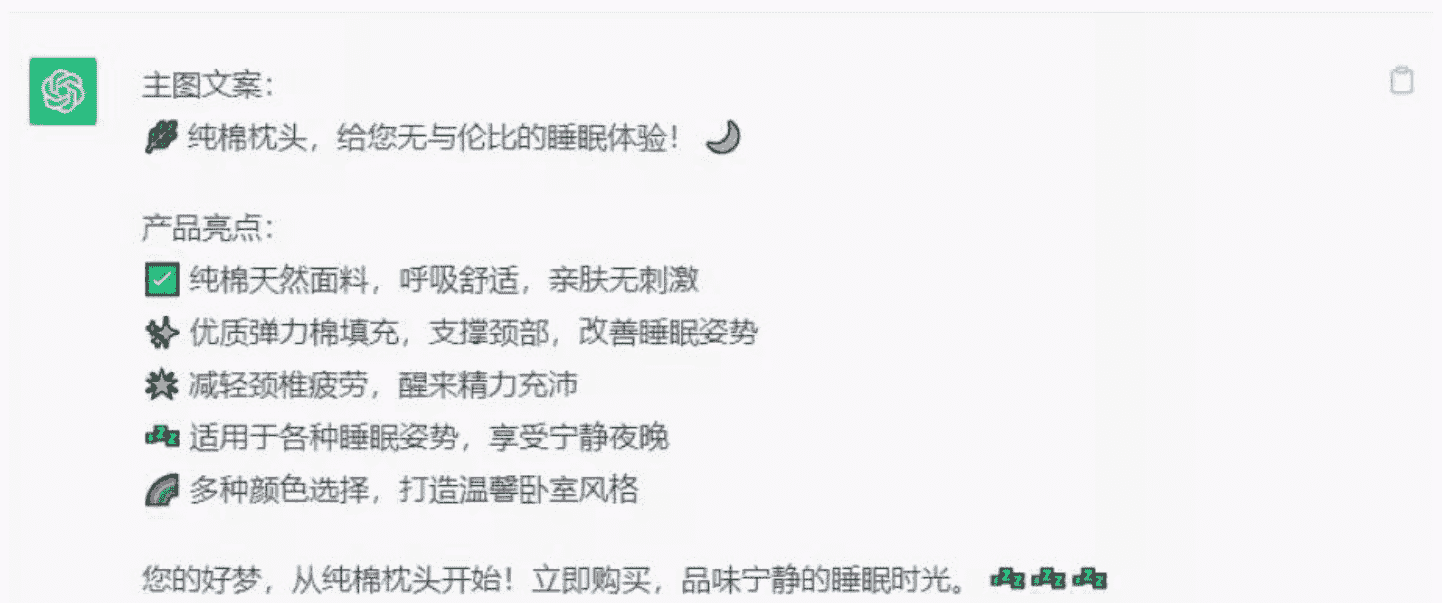 主图文案：
纯棉枕头，给您无与伦比的睡眠体验！
产品亮点：
纯棉天然面料，呼吸舒适，亲肤无刺激
优质弹力棉填充，支撑颈部，改善睡眠姿势
减轻颈椎疲劳，醒来精力充沛
适用于各种睡眠姿势，享受宁静夜晚
多种颜色选择，打造温馨卧室风格
您的好梦，从纯棉枕头开始！立即购买，品味宁静的睡眠时光。